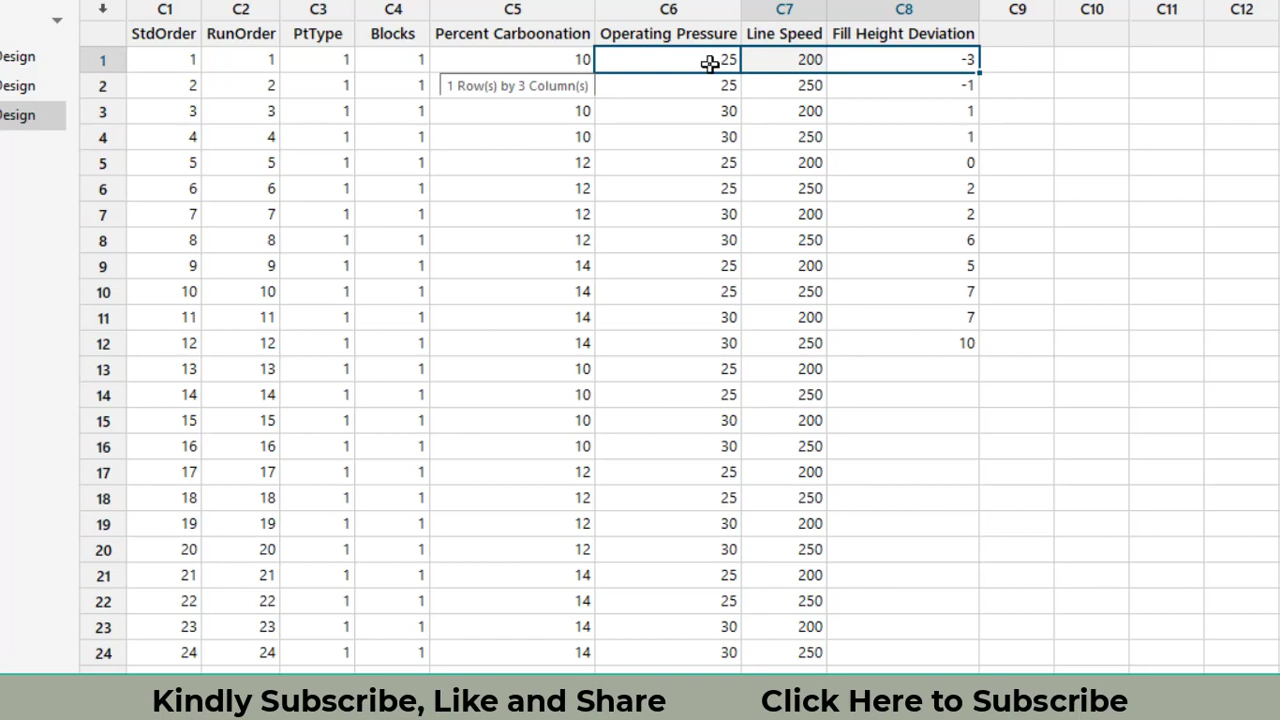 C1 C2 C3 C4 C5 C6 C7 C8 C9 C10 C11 C12
StdOrder RunOrder PtType Blocks Percent Carboonation Operating Pressure Line Speed Fill Height Deviation
1 1 1 1 1 10 25 200 -3
esign
2 2 2 1 1 25 250 -1
1 Row(s) by 3 Column(s)
esign
3 3 3 1 1 10 30 200 1
esign
4 4 4 1 1 10 30 250 1
5 5 5 1 1 12 25 200 0
6 6 6 1 1 12 25 250 2
7 7 7 1 1 12 30 200 2
8 8 8 1 1 12 30 250 6
9 9 9 1 1 14 25 200 5
10 10 10 1 1 14 25 250 7
11 11 11 1 1 14 30 200 7
12 12 12 1 1 14 30 250 10
13 13 13 1 1 10 25 200
14 14 14 1 1 10 25 250
15 15 15 1 1 10 30 200
16 16 16 1 1 10 30 250
17 17 17 1 1 12 25 200
18 18 18 1 1 12 25 250
19 19 19 1 1 12 30 200
20 20 20 1 1 12 30 250
21 21 21 1 1 14 25 200
22 22 22 1 1 14 25 250
23 23 23 1 1 14 30 200
24 24 24 1 1 14 30 250
Kindly Subscribe, Like and Share Click Here to Subscribe